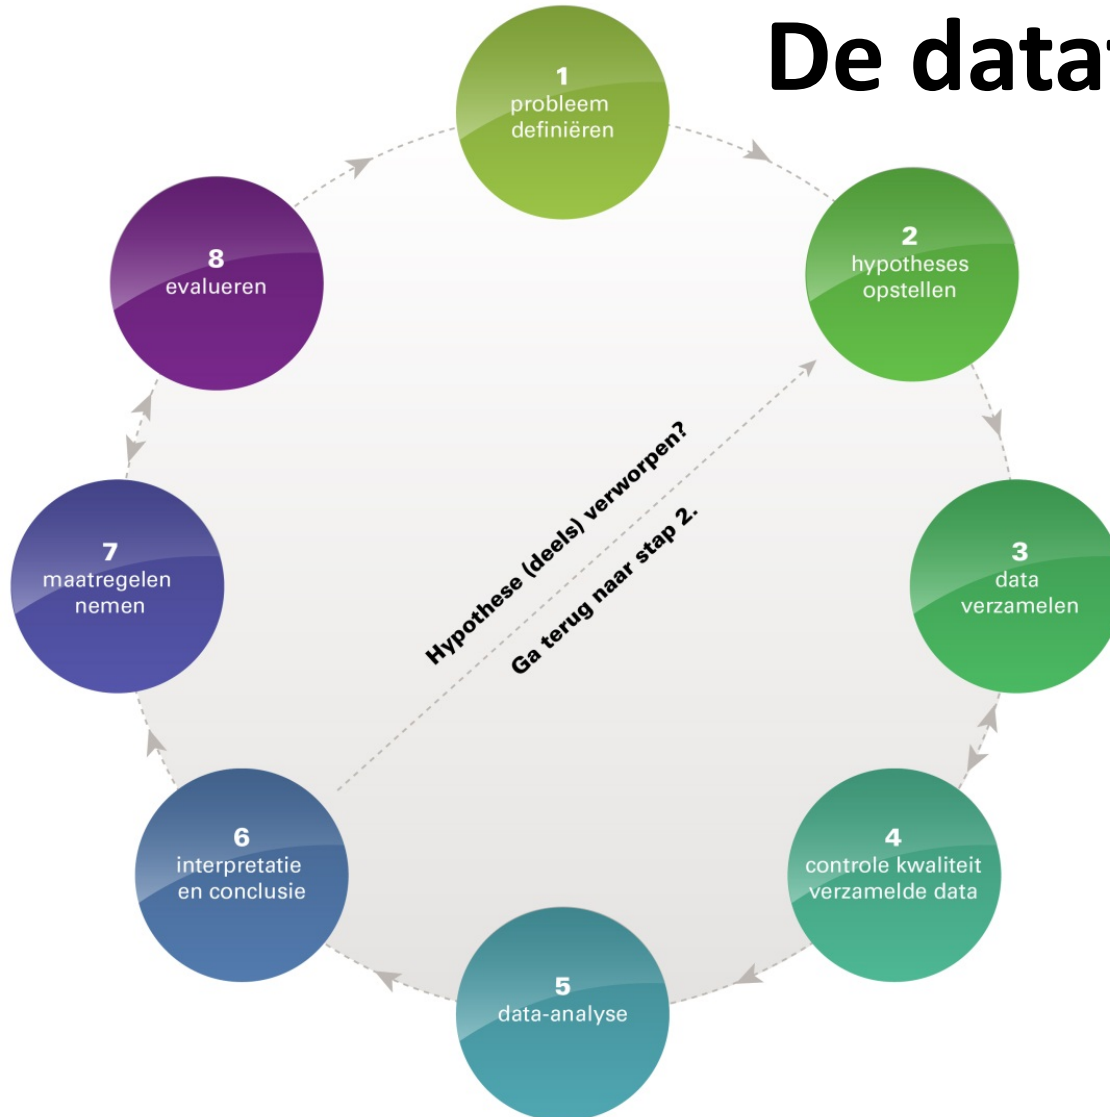 De data
1
probleem
definiëren
2
hypotheses
opstellen
3
data
verzamelen
4
controle kwaliteit
verzamelde data
5
data-analyse
6
interpretatie
en conclusie
7
maatregelen
nemen
8
evalueren
Hypothese (deels) verworpen?
Ga terug naar stap 2.